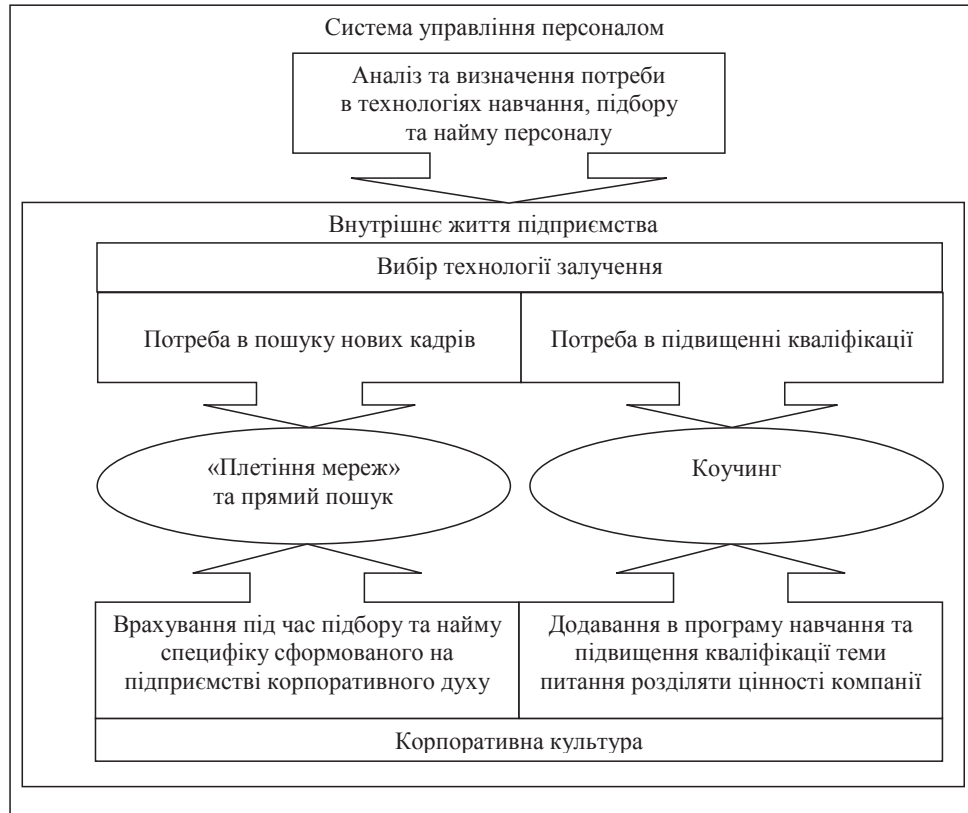 Система управління персоналом
Аналіз та визначення потреби
в технологіях навчання, підбору
та найму персоналу
Внутрішнє життя підприємства
Вибір технології залучення
Потреба в пошуку нових кадрів
Потреба в підвищенні кваліфікації
«Плетіння мереж»
та прямий пошук
Коучинг
Врахування під час підбору та найму
специфіку сформованого на
підприємстві корпоративного духу
Додавання в програму навчання та
підвищення кваліфікації теми
питання розділяти цінності компанії
Корпоративна культура